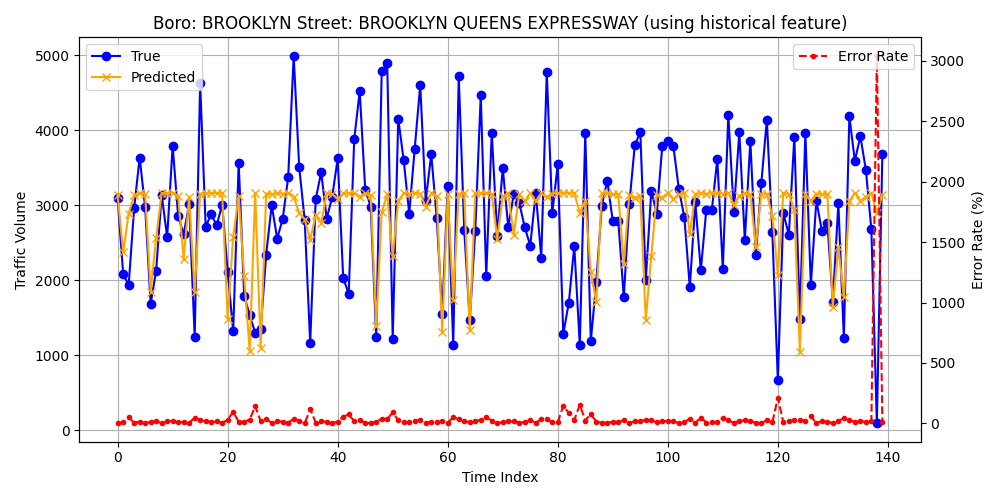 Boro: BROOKLYN Street: BROOKLYN QUEENS EXPRESSWAY (using historical feature)
True
Predicted
Error Rate
Traffic Volume
5000
4000
3000
2000
1000
0
3000
2500
2000
1500
1000
500
0
Error Rate (%)
0 20 40 60 80 100 120 140
Time Index